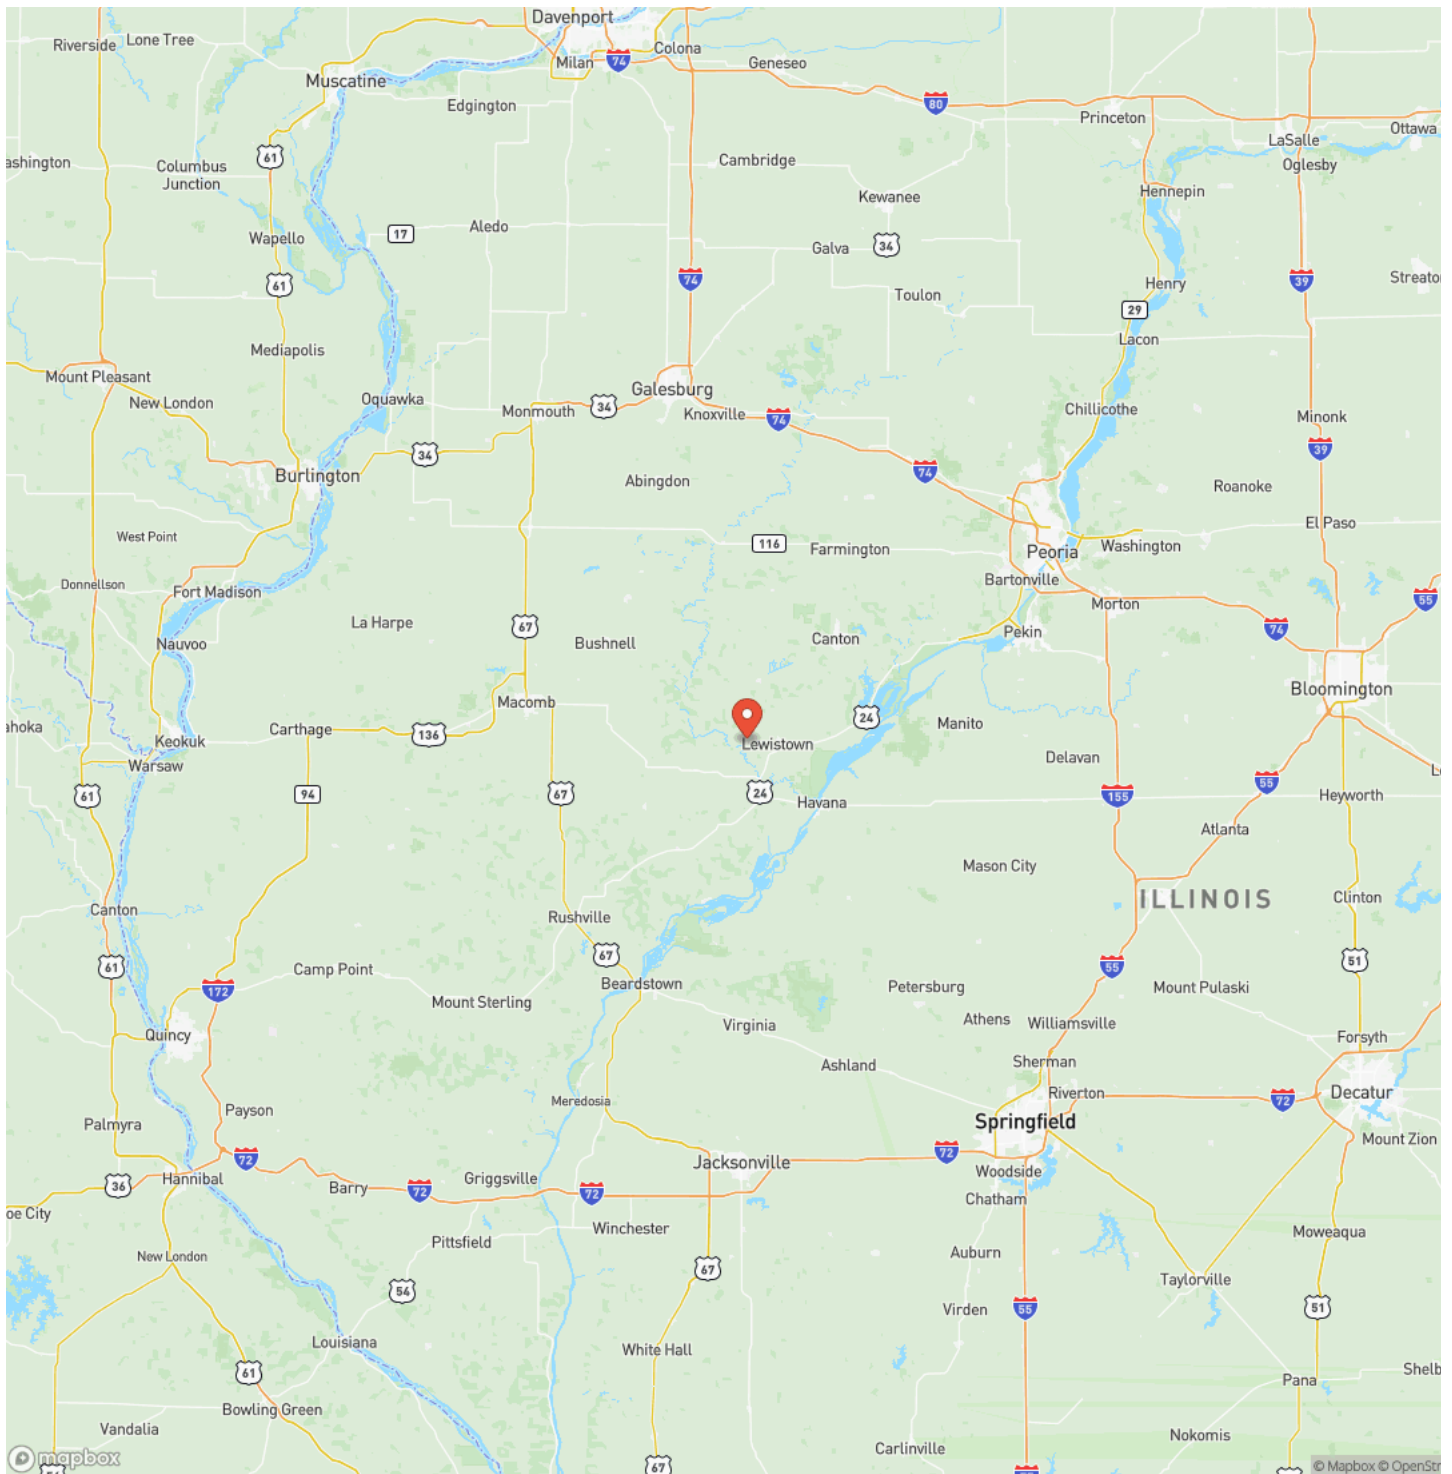 Davenport
Riverside
Lone Tree
Colona
Milan
74
Geneseo
Muscatine
Edgington
80
Princeton
Ottawa
LaSalle
Oglesby
61
ashington
Columbus
Junction
Cambridge
Kewanee
Hennepin
17
Aledo
Wapello
Galva
34
61
74
Toulon
Henry
39
Streator
29
Lacon
Mediapolis
Mount Pleasant
New London
Oquawka
Monmouth
34
Galesburg
Knoxville
74
Chillicothe
Minonk
39
34
Burlington
Abingdon
74
Roanoke
El Paso
West Point
116
Farmington
Peoria
Washington
Bartonville
Donnellson
Fort Madison
Morton
55
La Harpe
67
Nauvoo
Bushnell
Canton
Pekin
74
Bloomington
Macomb
ahoka
Keokuk
Carthage
136
24
Manito
Lewistown
Warsaw
Delavan
61
94
67
24
Havana
155
55
Heyworth
Atlanta
Mason City
ILLINOIS
Clinton
Canton
Rushville
61
67
55
51
Camp Point
172
Beardstown
Petersburg
Mount Pulaski
Mount Sterling
Quincy
Virginia
Athens
Williamsville
Forsyth
Ashland
Sherman
Meredosia
Riverton
72
Decatur
Payson
Palmyra
Springfield
Mount Zion
72
Jacksonville
72
Woodside
36
Hannibal
Barry
72
Griggsville
72
Chatham
oe City
Winchester
Moweaqua
New London
Pittsfield
Auburn
67
Taylorville
54
Virden
55
51
Louisiana
White Hall
61
Shelb
Pana
Bowling Green
Vandalia
Nokomis
Carlinville
mapbox
67
© Mapbox © OpenStr